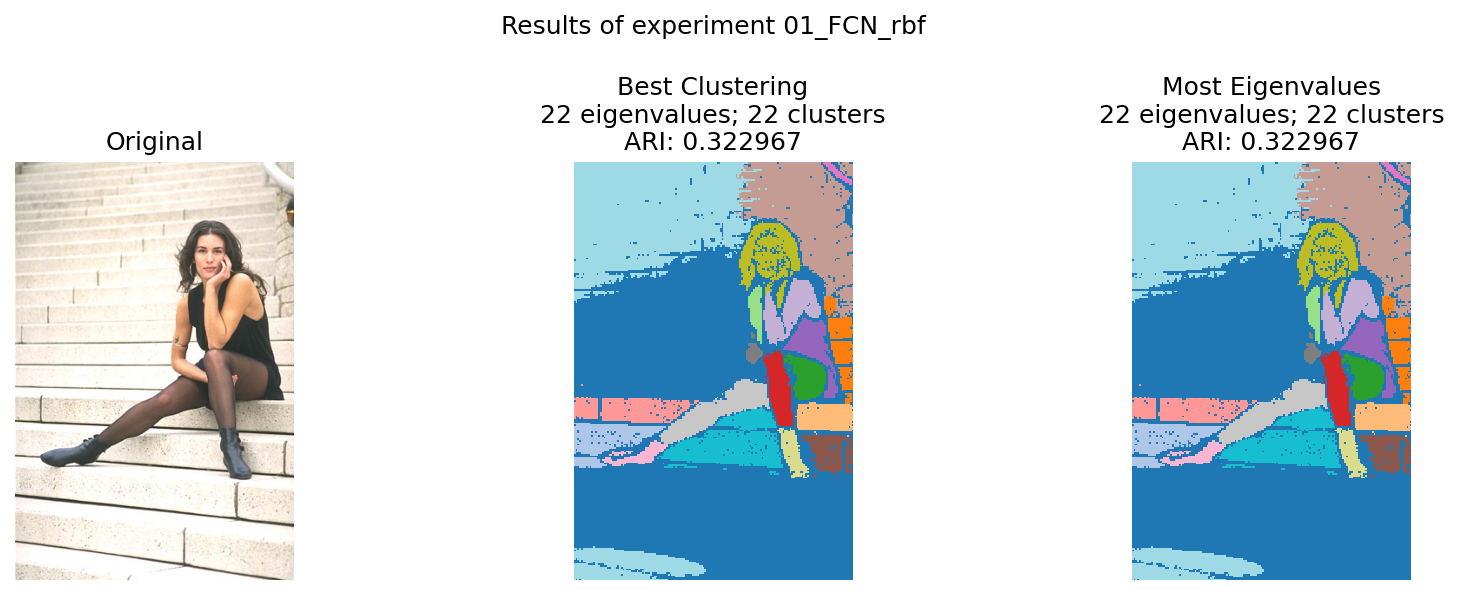 Results of experiment 01_FCN_rbf
Original
Best Clustering
22 eigenvalues; 22 clusters
ARI: 0.322967
Most Eigenvalues
22 eigenvalues; 22 clusters
ARI: 0.322967